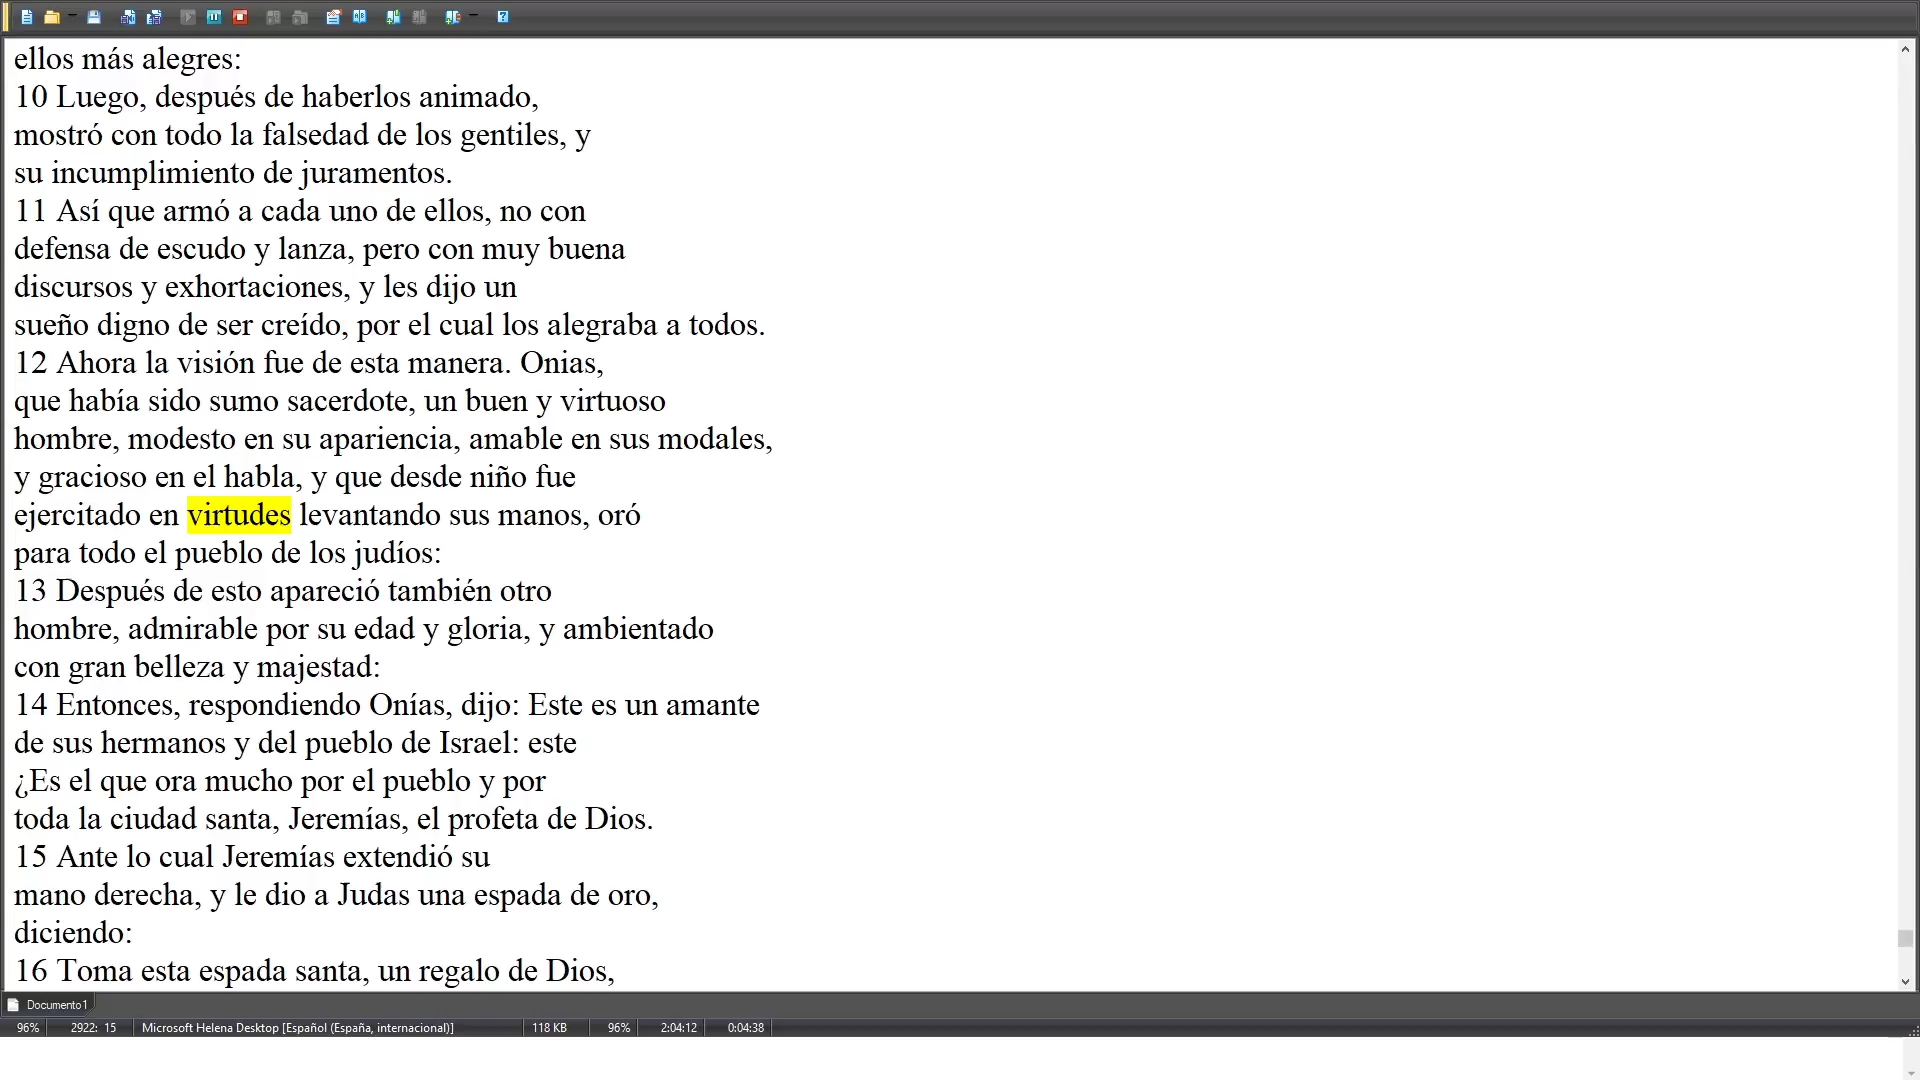 ellos más alegres:
10 Luego, después de haberlos animado,
mostró con todo la falsedad de los gentiles, y
su incumplimiento de juramentos.
11 Así que armó a cada uno de ellos, no con
defensa de escudo y lanza, pero con muy buena
discursos y exhortaciones, y les dijo un
sueño digno de ser creído, por el cual los alegraba a todos.
12 Ahora la visión fue de esta manera. Onias,
que había sido sumo sacerdote, un buen y virtuoso
hombre, modesto en su apariencia, amable en sus modales,
y gracioso en el habla, y que desde niño fue
ejercitado en virtudes levantando sus manos, oró
para todo el pueblo de los judíos:
13 Después de esto apareció también otro
hombre, admirable por su edad y gloria, y ambientado
con gran belleza y majestad:
14 Entonces, respondiendo Onías, dijo: Este es un amante
de sus hermanos y del pueblo de Israel: este
¿Es el que ora mucho por el pueblo y por
toda la ciudad santa, Jeremías, el profeta de Dios.
15 Ante lo cual Jeremías extendió su
mano derecha, y le dio a Judas una espada de oro,
diciendo:
16 Toma esta espada santa, un regalo de Dios,
Documento1
96% 2922: 15 Microsoft Helena Desktop [Español (España, internacional)] 118 KB 96% 2:04:12 0:04:38